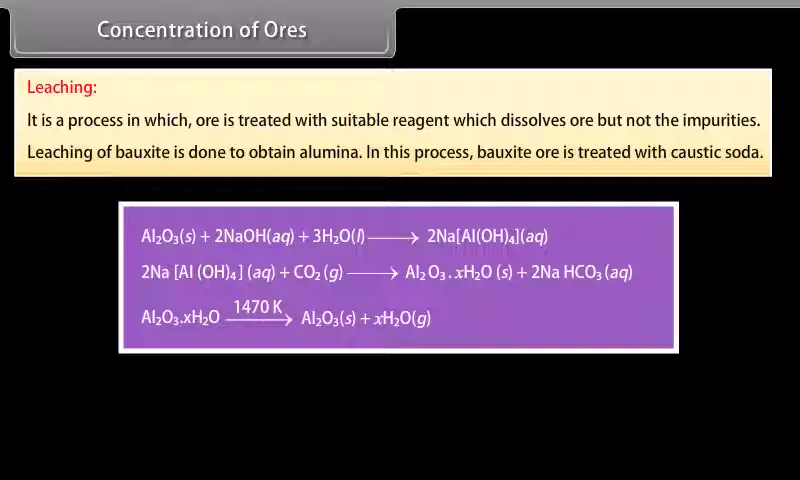 Concentration of Ores
Leaching:
It is a process in which, ore is treated with suitable reagent which dissolves ore but not the impurities.
Leaching of bauxite is done to obtain alumina. In this process, bauxite ore is treated with caustic soda.
Al₂O₃(s) + 2NaOH(aq) + 3H₂O(l) ⟶ 2Na[Al(OH)₄](aq)
2Na [Al (OH)₄] (aq) + CO₂ (g) ⟶ Al₂O₃.xH₂O (s) + 2Na HCO₃ (aq)
1470 K
Al₂O₃.xH₂O ⟶ Al₂O₃(s) + xH₂O(g)